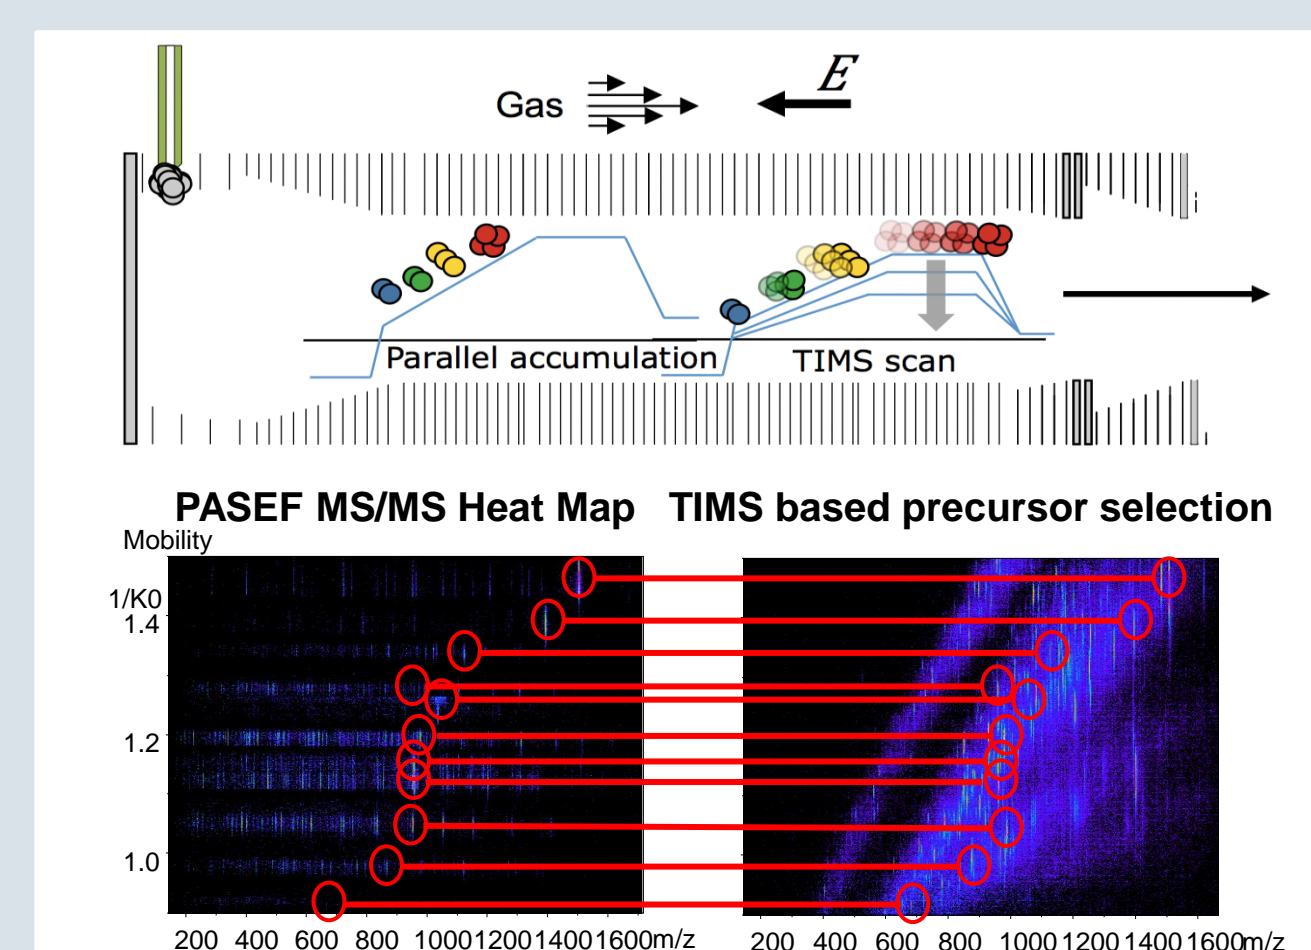 Gas
E
Parallel accumulation
TIMS scan
PASEF MS/MS Heat Map
TIMS based precursor selection
Mobility
1/K0
1.4
1.2
1.0
200 400 600 800 1000 1200 1400 1600 m/z
200 400 600 800 1000 1200 1400 1600 m/z